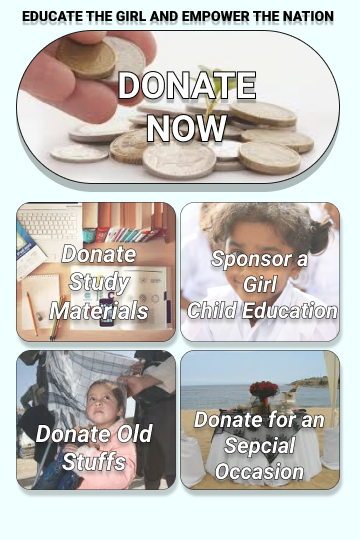 EDUCATE THE GIRL AND EMPOWER THE NATION
DONATE
NOW
Donate
Study
Materials
Sponsor a
Girl
Child Education
Donate Old
Stuffs
Donate for an
Sepcial
Occasion